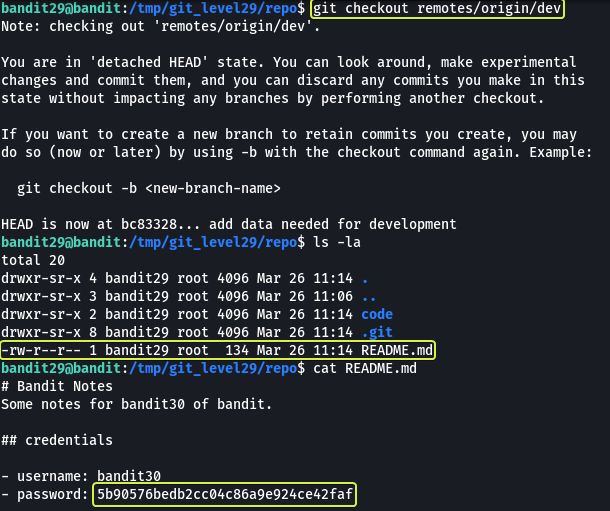 bandit29@bandit:/tmp/git_level29/repo$ git checkout remotes/origin/dev
Note: checking out 'remotes/origin/dev'.

You are in 'detached HEAD' state. You can look around, make experimental
changes and commit them, and you can discard any commits you make in this
state without impacting any branches by performing another checkout.

If you want to create a new branch to retain commits you create, you may
do so (now or later) by using -b with the checkout command again. Example:

  git checkout -b <new-branch-name>

HEAD is now at bc83328... add data needed for development
bandit29@bandit:/tmp/git_level29/repo$ ls -la
total 20
drwxr-sr-x 4 bandit29 root 4096 Mar 26 11:14 .
drwxr-sr-x 3 bandit29 root 4096 Mar 26 11:06 ..
drwxr-sr-x 2 bandit29 root 4096 Mar 26 11:14 code
drwxr-sr-x 8 bandit29 root 4096 Mar 26 11:14 .git
-rw-r--r-- 1 bandit29 root  134 Mar 26 11:14 README.md
bandit29@bandit:/tmp/git_level29/repo$ cat README.md
# Bandit Notes
Some notes for bandit30 of bandit.

## credentials

- username: bandit30
- password: 5b90576bedb2cc04c86a9e924ce42faf